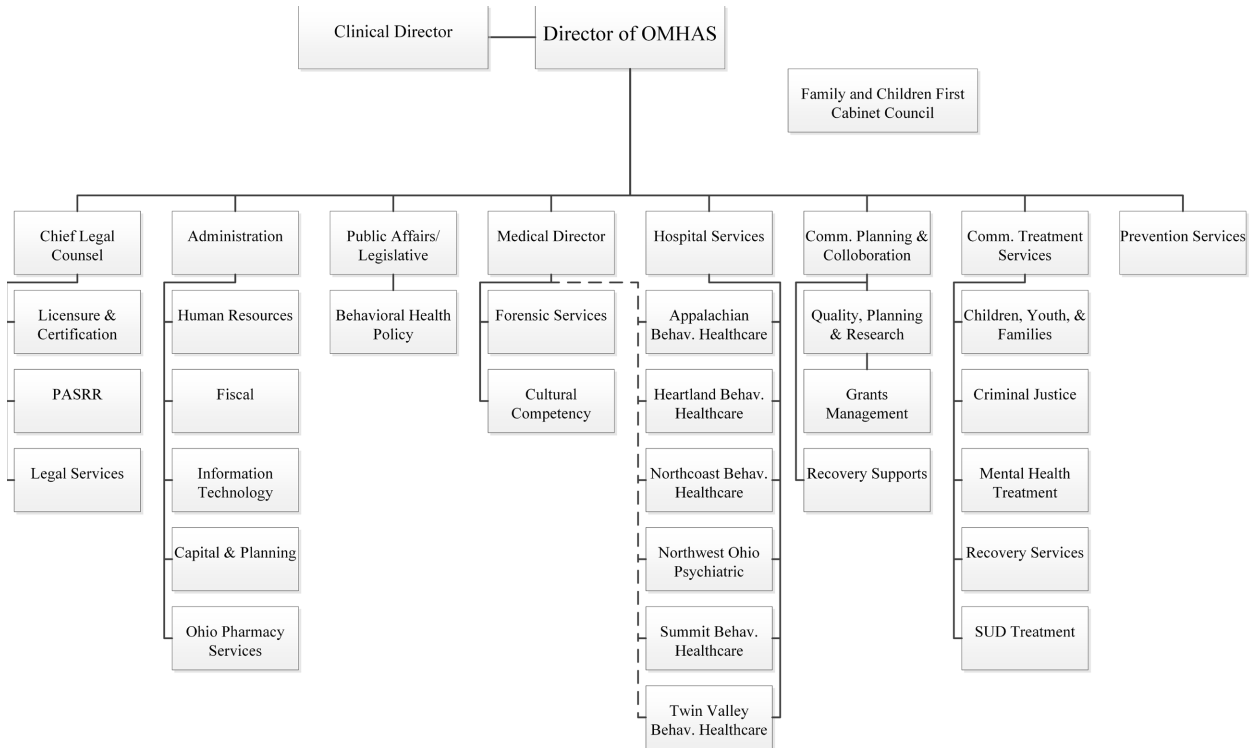 Clinical Director
Director of OMHAS
Family and Children First
Cabinet Council
Chief Legal
Counsel
Administration
Public Affairs/
Legislative
Medical Director
Hospital Services
Comm. Planning &
Colloboration
Comm. Treatment
Services
Prevention Services
Licensure &
Certification
PASRR
Legal Services
Human Resources
Fiscal
Information
Technology
Capital & Planning
Ohio Pharmacy
Services
Behavioral Health
Policy
Forensic Services
Cultural
Competency
Appalachian
Behav. Healthcare
Heartland Behav.
Healthcare
Northcoast Behav.
Healthcare
Northwest Ohio
Psychiatric
Summit Behav.
Healthcare
Twin Valley
Behav. Healthcare
Quality, Planning
& Research
Grants
Management
Recovery Supports
Children, Youth, &
Families
Criminal Justice
Mental Health
Treatment
Recovery Services
SUD Treatment